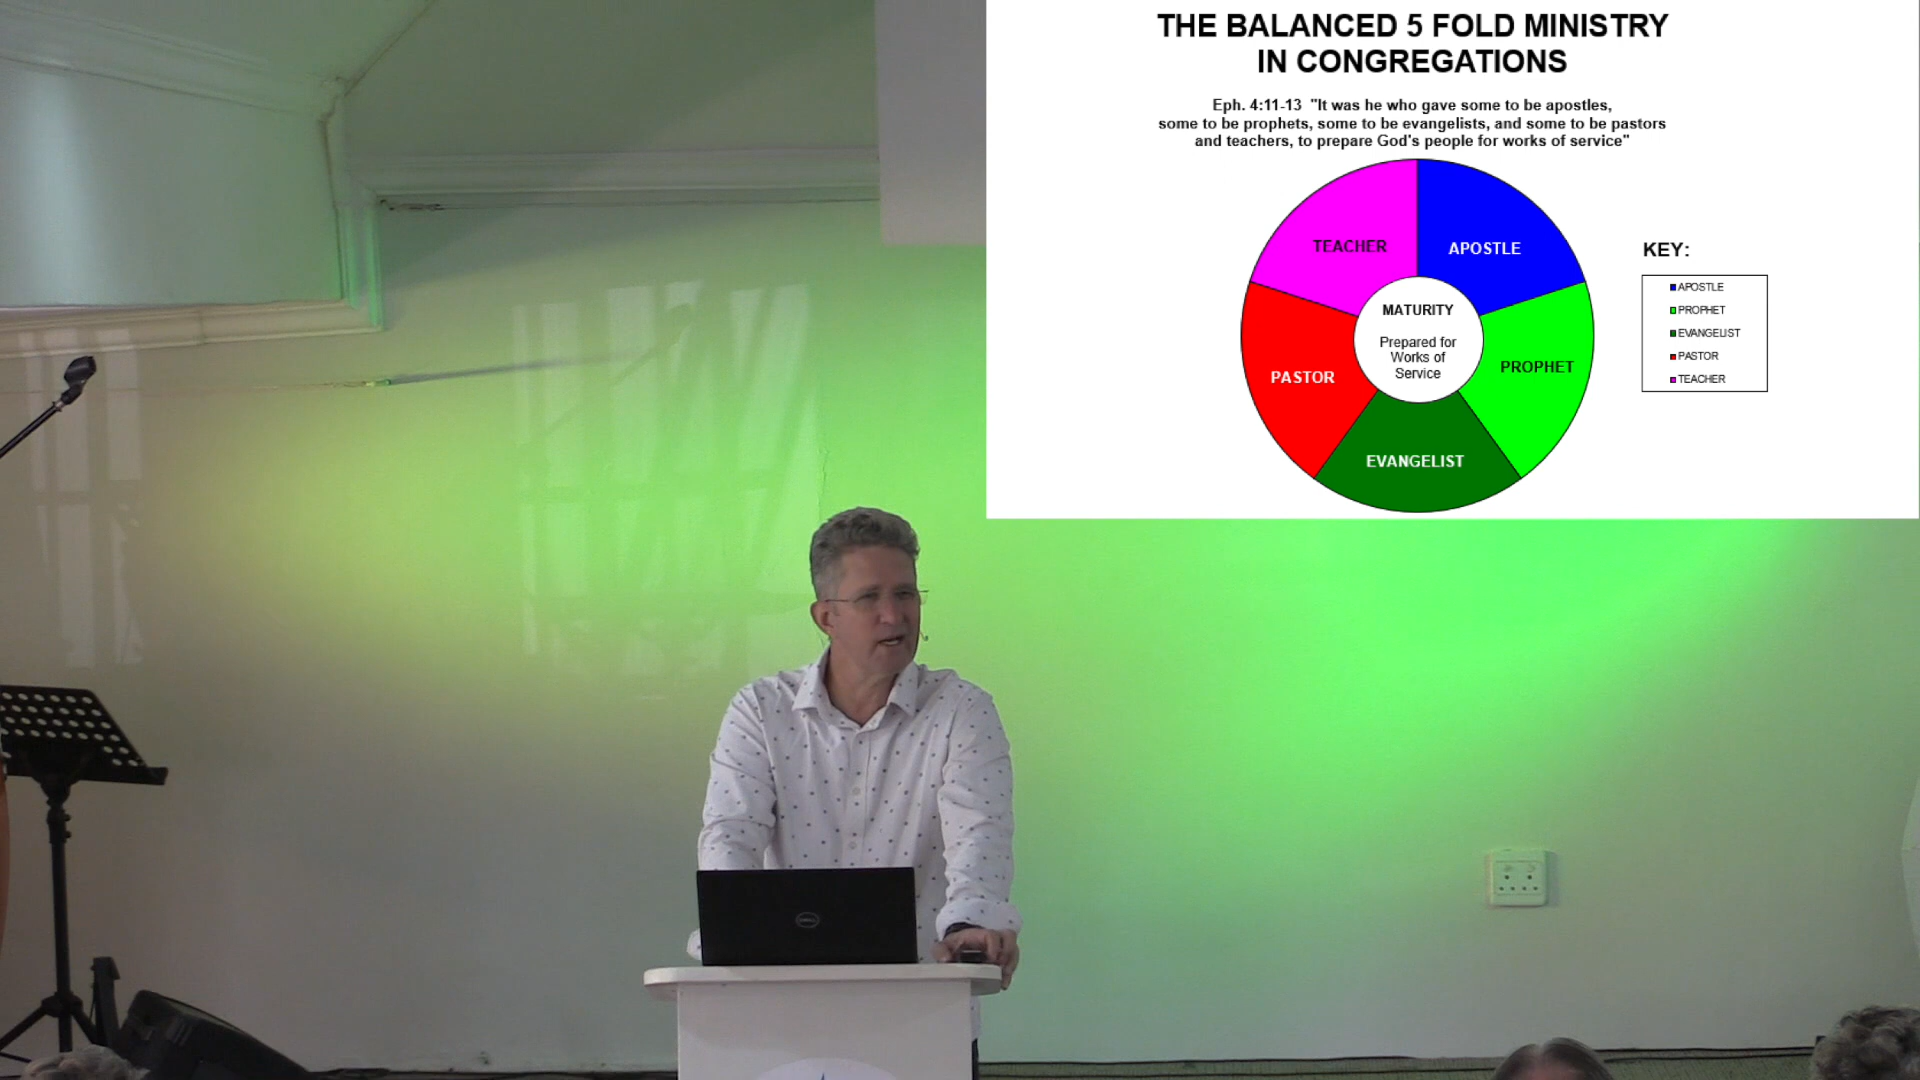 THE BALANCED 5 FOLD MINISTRY
IN CONGREGATIONS
Eph. 4:11-13 "It was he who gave some to be apostles,
some to be prophets, some to be evangelists, and some to be pastors
and teachers, to prepare God's people for works of service"
TEACHER
APOSTLE
MATURITY
Prepared for
Works of
Service
PASTOR
PROPHET
EVANGELIST
KEY:
APOSTLE
PROPHET
EVANGELIST
PASTOR
TEACHER
DELL